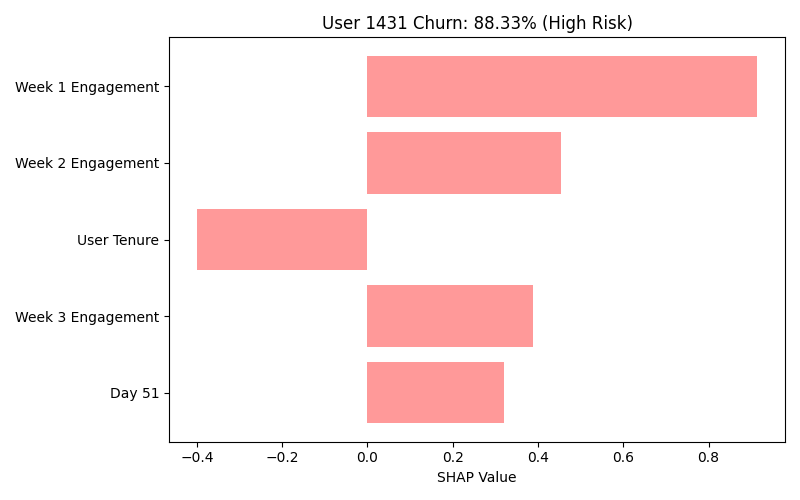 User 1431 Churn: 88.33% (High Risk)
Week 1 Engagement
Week 2 Engagement
User Tenure
Week 3 Engagement
Day 51
−0.4 −0.2 0.0 0.2 0.4 0.6 0.8
SHAP Value